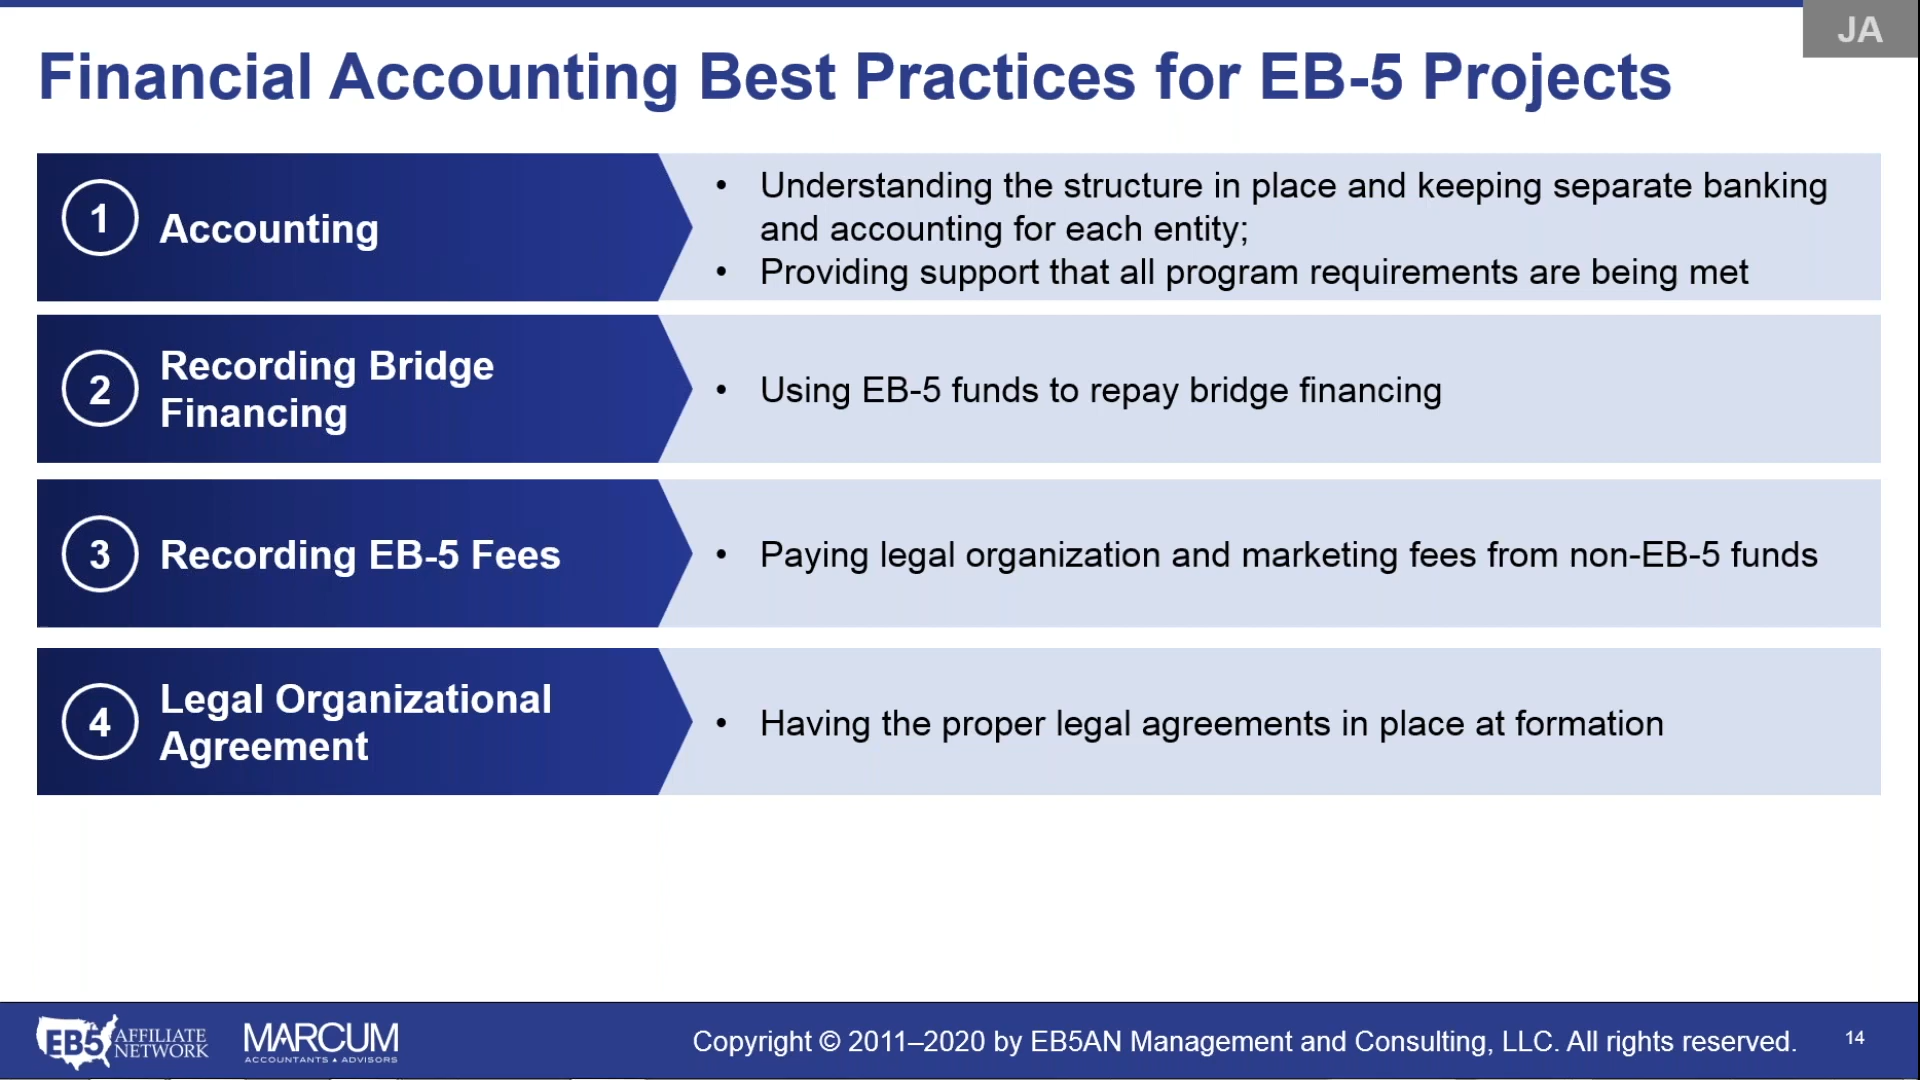 JA
Financial Accounting Best Practices for EB-5 Projects
1
Accounting
• Understanding the structure in place and keeping separate banking
and accounting for each entity;
• Providing support that all program requirements are being met
2
Recording Bridge
Financing
• Using EB-5 funds to repay bridge financing
3
Recording EB-5 Fees
• Paying legal organization and marketing fees from non-EB-5 funds
4
Legal Organizational
Agreement
• Having the proper legal agreements in place at formation
EB5 AFFILIATE
NETWORK
MARCUM
ACCOUNTANTS ▲ ADVISORS
Copyright © 2011–2020 by EB5AN Management and Consulting, LLC. All rights reserved.
14